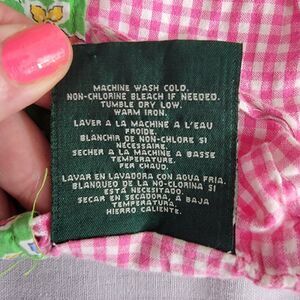 MACHINE WASH COLD.
NON-CHLORINE BLEACH IF NEEDED.
TUMBLE DRY LOW.
WARM IRON.
LAVER A LA MACHINE A L'EAU
FROIDE.
BLANCHIR DE NON-CHLORE SI
NECESSAIRE.
SECHER A LA MACHINE A BASSE
TEMPERATURE.
FER CHAUD.
LAVAR EN LAVADORA CON AGUA FRIA.
BLANQUEO DE LA NO-CLORINA SI
ESTA NECESITADO.
SECAR EN SECADORA, A BAJA
TEMPERATURA.
HIERRO CALIENTE.